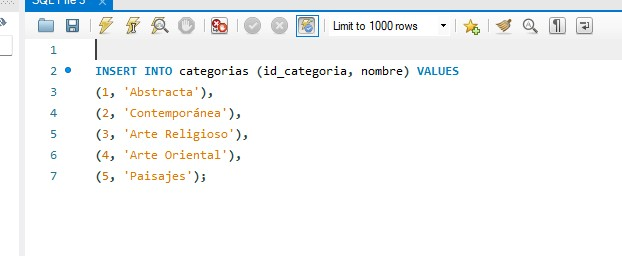 SQL File 3
Limit to 1000 rows
1
2 INSERT INTO categorias (id_categoria, nombre) VALUES
3 (1, 'Abstracta'),
4 (2, 'Contemporánea'),
5 (3, 'Arte Religioso'),
6 (4, 'Arte Oriental'),
7 (5, 'Paisajes');